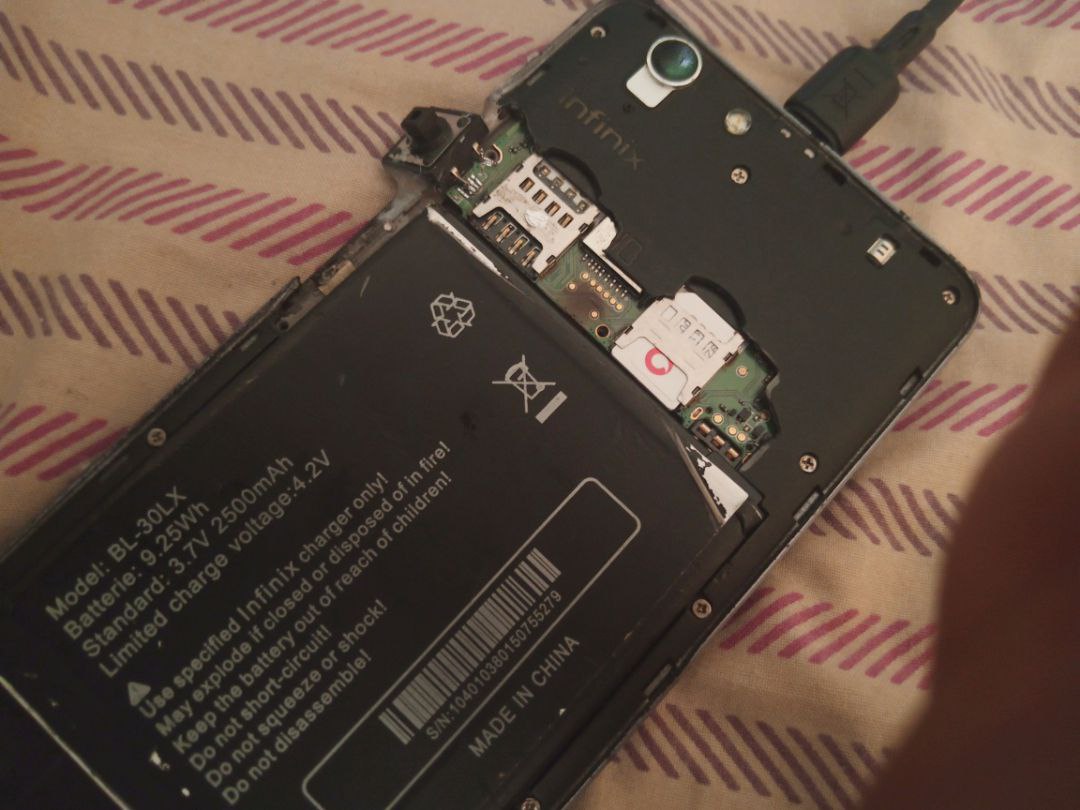 Infinix
Model: BL-30LX
Batterie: 9.25Wh
Standard: 3.7V 2500mAh
Limited charge voltage:4.2V
Use specified Infinix charger only!
May explode if closed or disposed of in fire!
Keep the battery out of reach of children!
Do not short-circuit!
Do not squeeze or shock!
Do not disassemble!
S/N:10401038015075​5279
MADE IN CHINA